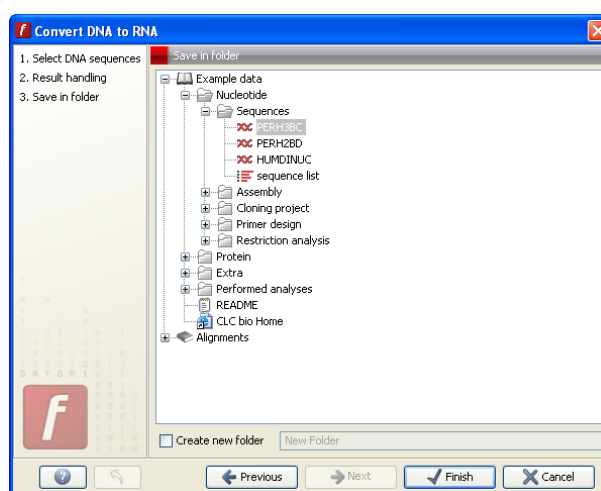 Convert DNA to RNA
1. Select DNA sequences
2. Result handling
3. Save in folder
Save in folder
Example data
Nucleotide
Sequences
PERH3BC
PERH2BD
HUMDINUC
sequence list
Assembly
Cloning project
Primer design
Restriction analysis
Protein
Extra
Performed analyses
README
CLC bio Home
Alignments
Create new folder New Folder
Previous Next Finish Cancel